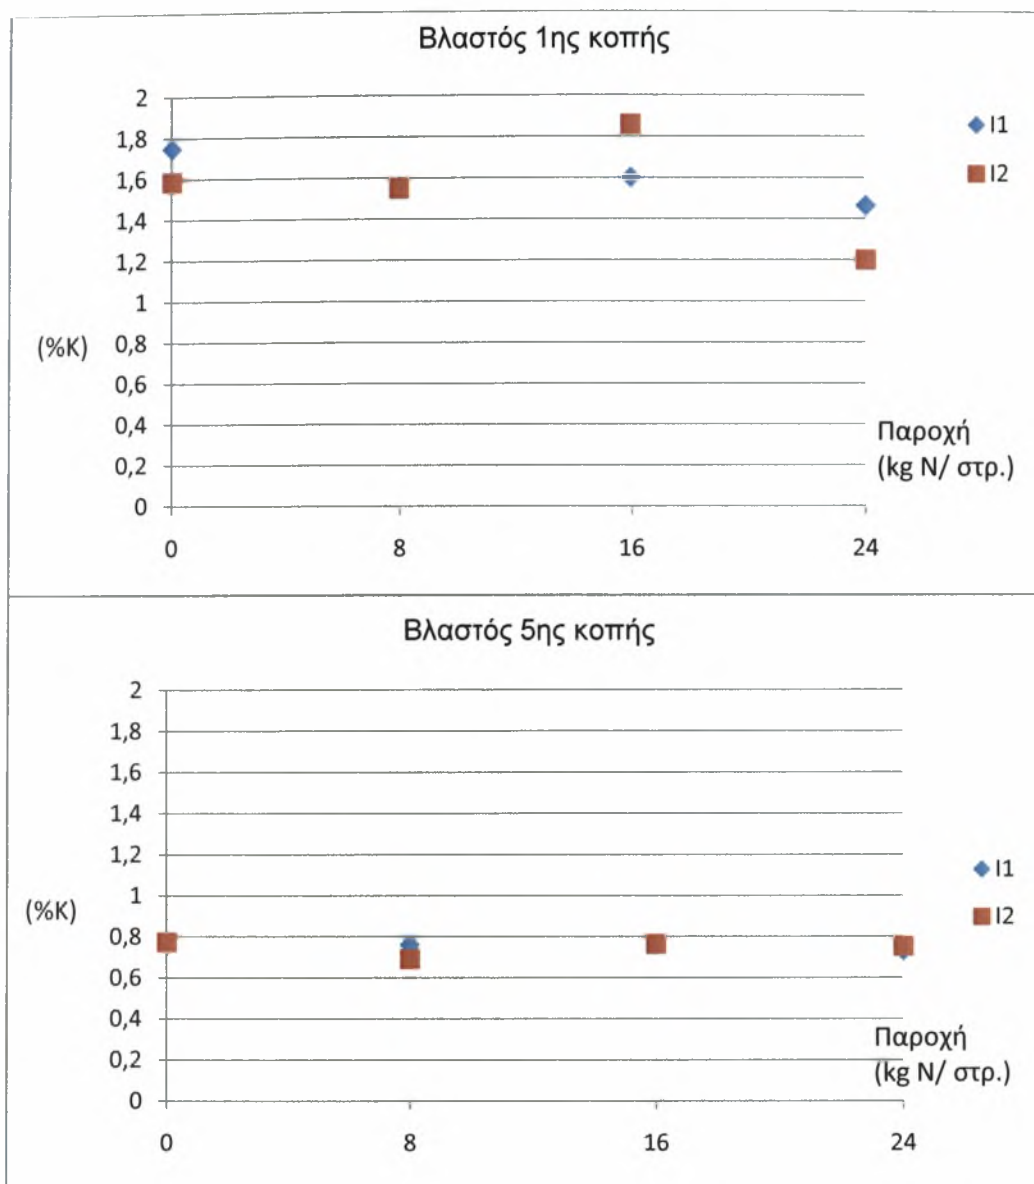 Βλαστός 1ης κοπής
2
1,8
1,6
1,4
1,2
1
0,8
0,6
0,4
0,2
0
(%K)
0
8
16
24
Παροχή
(kg N/ στρ.)
I1
I2
Βλαστός 5ης κοπής
2
1,8
1,6
1,4
1,2
1
0,8
0,6
0,4
0,2
0
(%K)
0
8
16
24
Παροχή
(kg N/ στρ.)
I1
I2